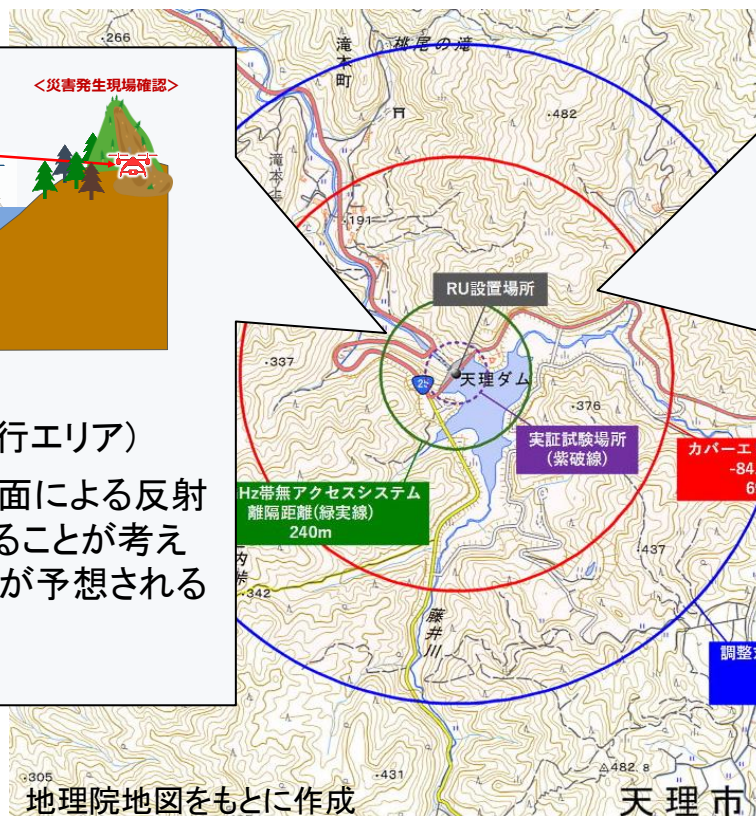 ・266
滝本町
桃尾の滝
<災害発生現場確認>
・482
滝本
191
350
RU設置場所
・337
25
天理ダム
・376
実証試験場所
(紫破線)
カバーエ
-84
6
行エリア)
面による反射
ることが考え
が予想される
Hz帯無アクセスシステム
離隔距離(緑実線)
240m
・437
・342
藤井川
調整対
・305
・431
482.8
地理院地図をもとに作成
天理市